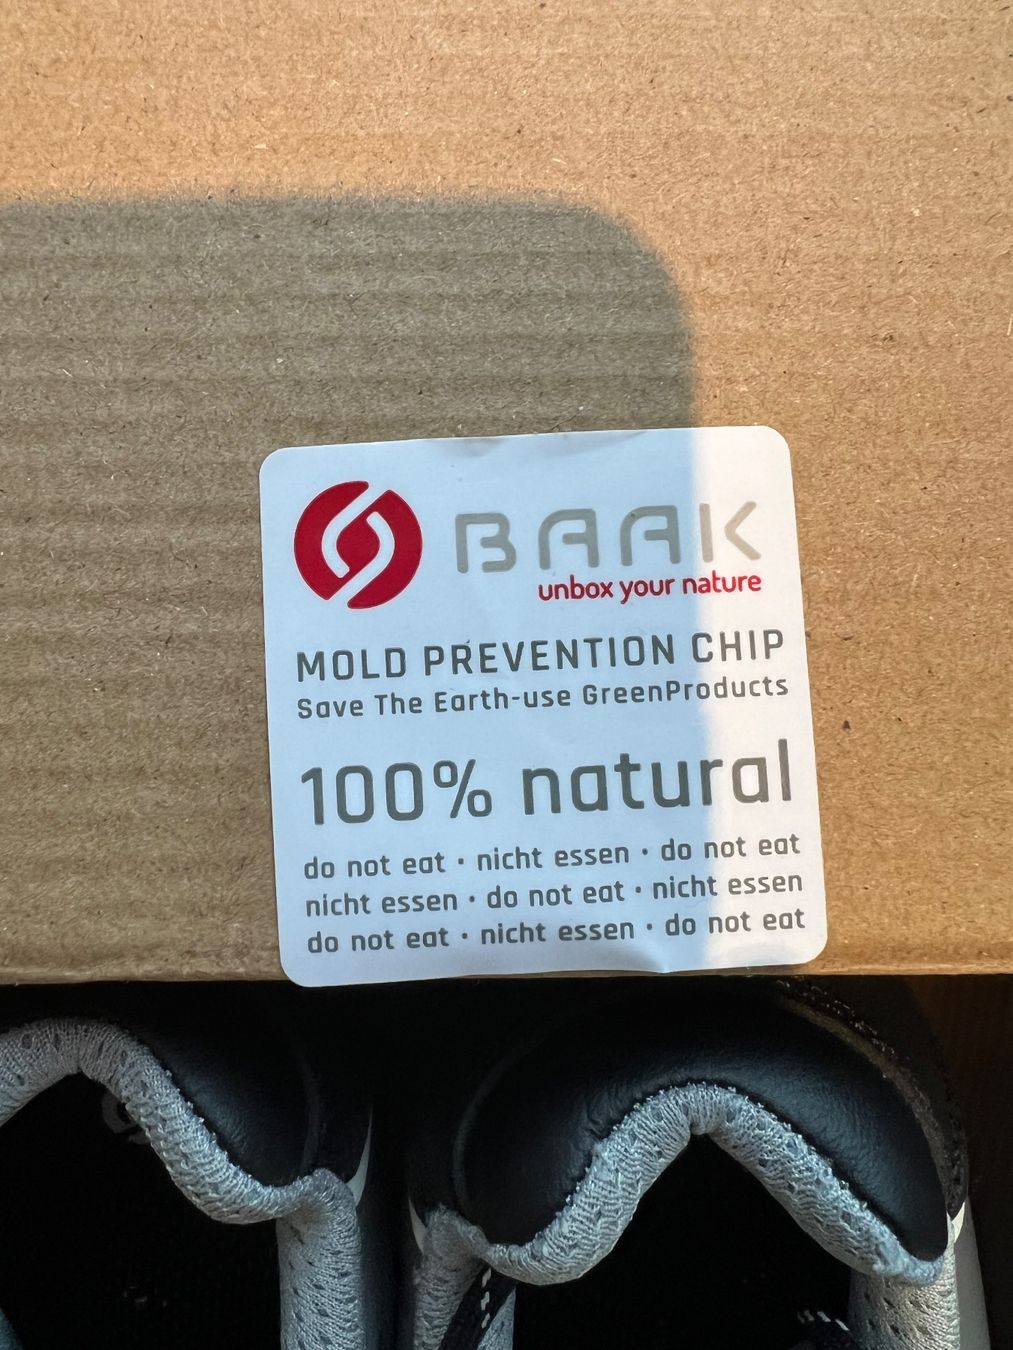 BAAK
unbox your nature
MOLD PREVENTION CHIP
Save The Earth-use GreenProducts
100% natural
do not eat · nicht essen · do not eat
nicht essen · do not eat · nicht essen
do not eat · nicht essen · do not eat